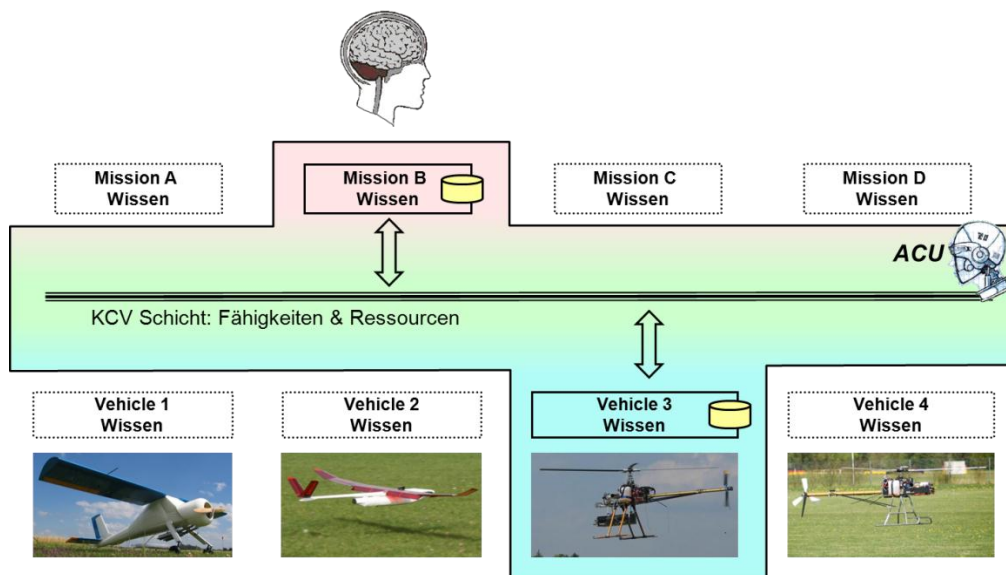 Mission A
Wissen
Mission B
Wissen
Mission C
Wissen
Mission D
Wissen
ACU
KCV Schicht: Fähigkeiten & Ressourcen
Vehicle 1
Wissen
Vehicle 2
Wissen
Vehicle 3
Wissen
Vehicle 4
Wissen